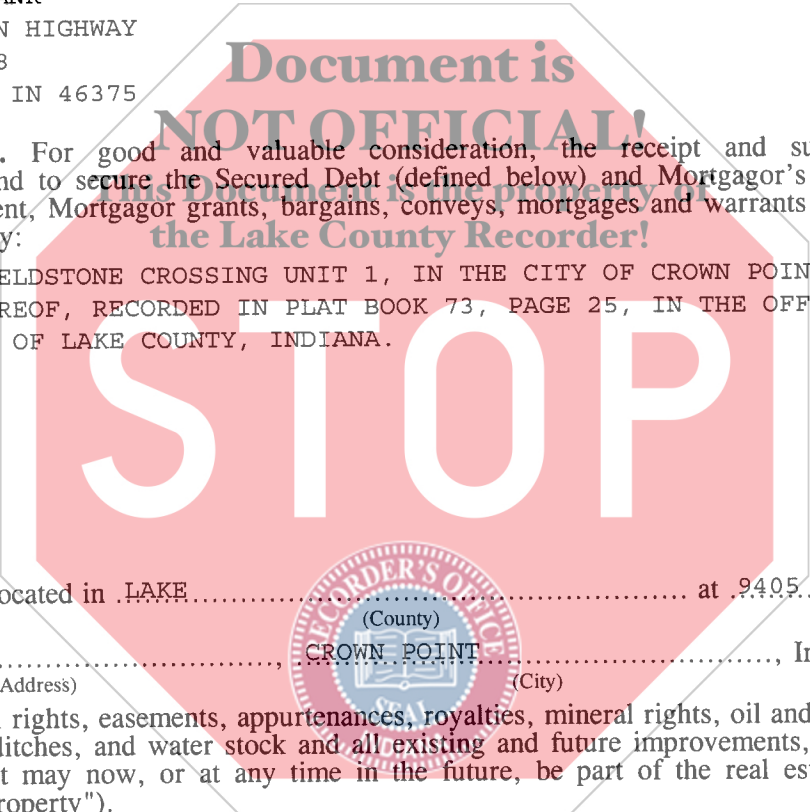 N HIGHWAY
8
IN 46375
Document is
NOT OFFICIAL!
This Document is the property of
the Lake County Recorder!
. For good and valuable consideration, the receipt and su
nd to secure the Secured Debt (defined below) and Mortgagor's
ent, Mortgagor grants, bargains, conveys, mortgages and warrants
y:
ELDSTONE CROSSING UNIT 1, IN THE CITY OF CROWN POIN
REOF, RECORDED IN PLAT BOOK 73, PAGE 25, IN THE OFF
OF LAKE COUNTY, INDIANA.
STOP
ocated in LAKE at 9405
(County)
CROWN POINT, In
Address) (City)
RECORDER'S OFFICE
SEAL
rights, easements, appurtenances, royalties, mineral rights, oil and
ditches, and water stock and all existing and future improvements,
t may now, or at any time in the future, be part of the real es
roperty").